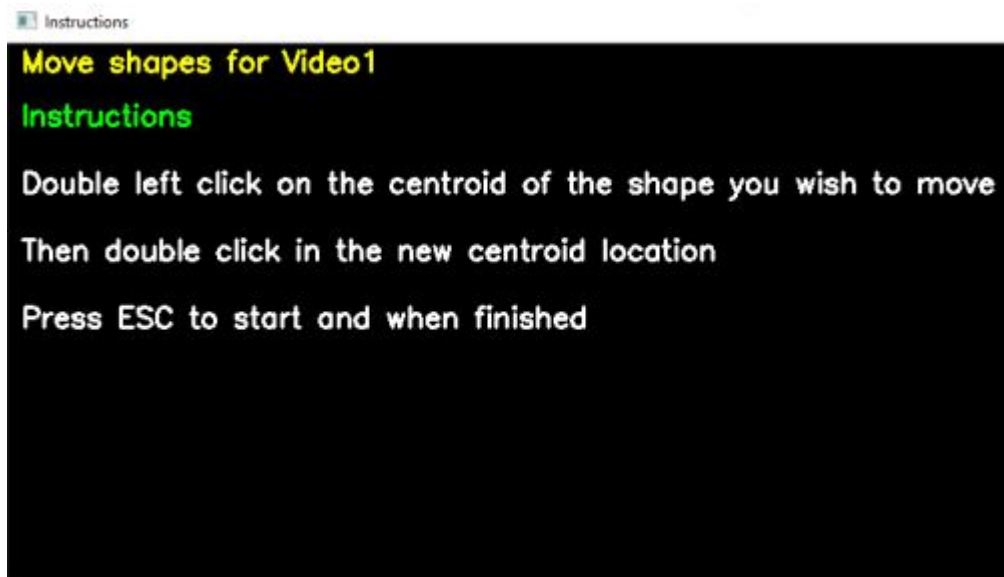 Instructions
Move shapes for Video1
Instructions
Double left click on the centroid of the shape you wish to move
Then double click in the new centroid location
Press ESC to start and when finished